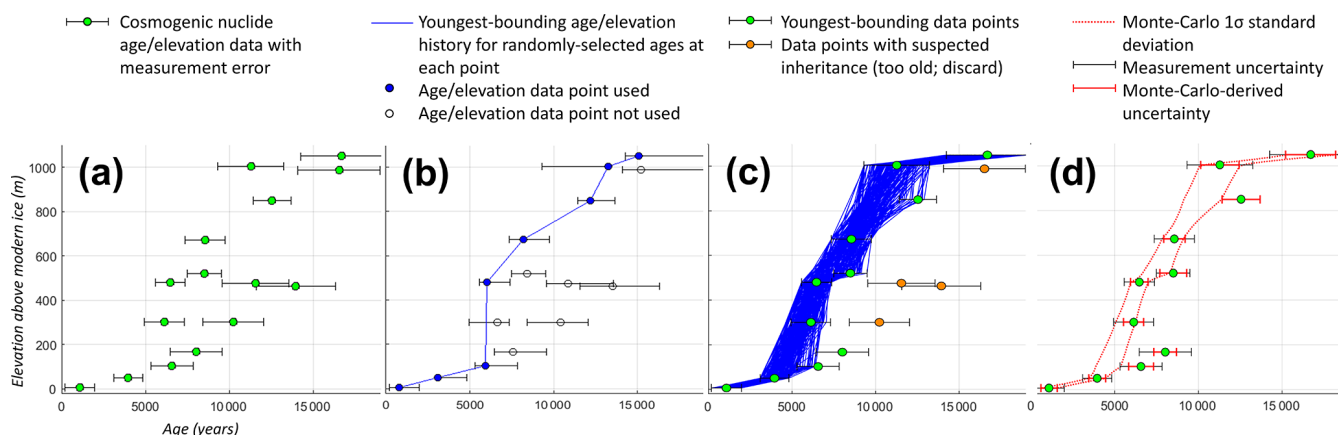 Cosmogenic nuclide
age/elevation data with
measurement error
Youngest-bounding age/elevation
history for randomly-selected ages at
each point
Age/elevation data point used
Age/elevation data point not used
Youngest-bounding data points
Data points with suspected
inheritance (too old; discard)
Monte-Carlo 1σ standard
deviation
Measurement uncertainty
Monte-Carlo-derived
uncertainty
(a)
(b)
(c)
(d)
Elevation above modern ice (m)
1000
800
600
400
200
0
0 5000 10 000 15 000
0 5000 10 000 15 000
0 5000 10 000 15 000
0 5000 10 000 15 000
Age (years)